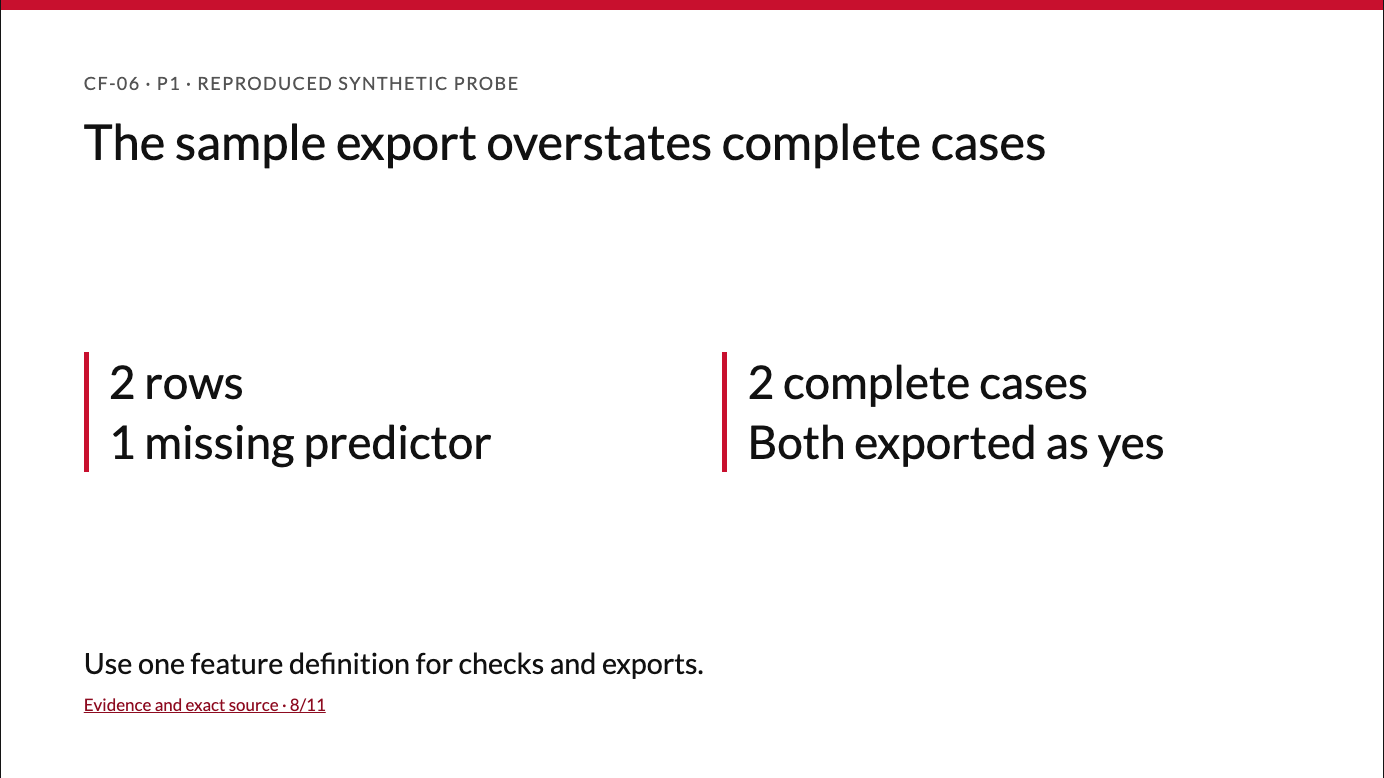 CF-06 · P1 · REPRODUCED SYNTHETIC PROBE
The sample export overstates complete cases
2 rows
1 missing predictor
2 complete cases
Both exported as yes
Use one feature definition for checks and exports.
Evidence and exact source · 8/11